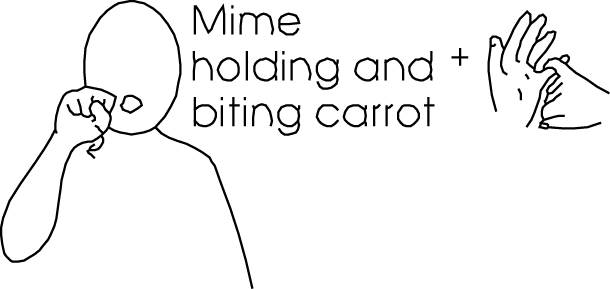 Mime
holding and +
biting carrot